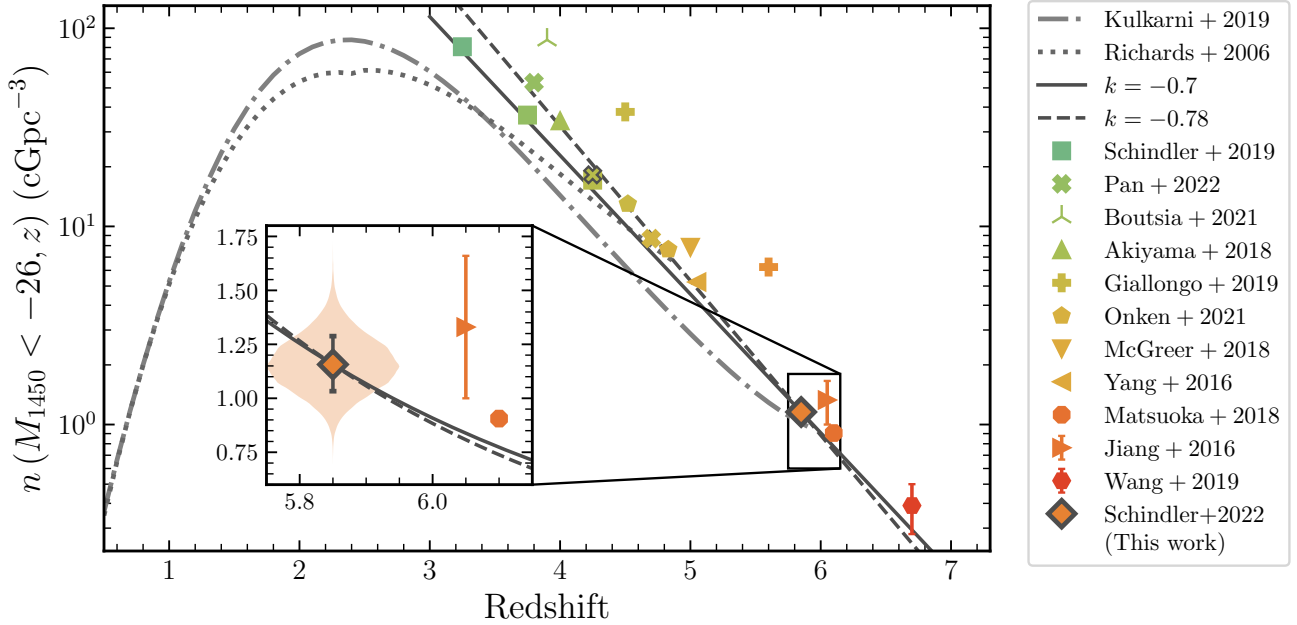 n (M₁₄₅₀ < −26, z) (cGpc⁻³)
10²
10¹
10⁰
1.75
1.50
1.25
1.00
0.75
5.8
6.0
1
2
3
4
5
6
7
Redshift
Kulkarni + 2019
Richards + 2006
k = −0.7
k = −0.78
Schindler + 2019
Pan + 2022
Boutsia + 2021
Akiyama + 2018
Giallongo + 2019
Onken + 2021
McGreer + 2018
Yang + 2016
Matsuoka + 2018
Jiang + 2016
Wang + 2019
Schindler+2022
(This work)